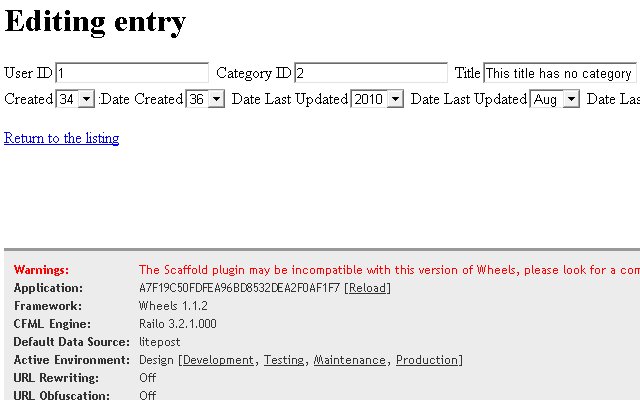 Editing entry
User ID 1 Category ID 2 Title This title has no category
Created 34 :Date Created 36 Date Last Updated 2010 Date Last Updated Aug Date Las
Return to the listing
Warnings: The Scaffold plugin may be incompatible with this version of Wheels, please look for a com
Application: A7F19C50FDFEA96BD8532DEA2F0AF1F7 [Reload]
Framework: Wheels 1.1.2
CFML Engine: Railo 3.2.1.000
Default Data Source: litepost
Active Environment: Design [Development, Testing, Maintenance, Production]
URL Rewriting: Off
URL Obfuscation: Off